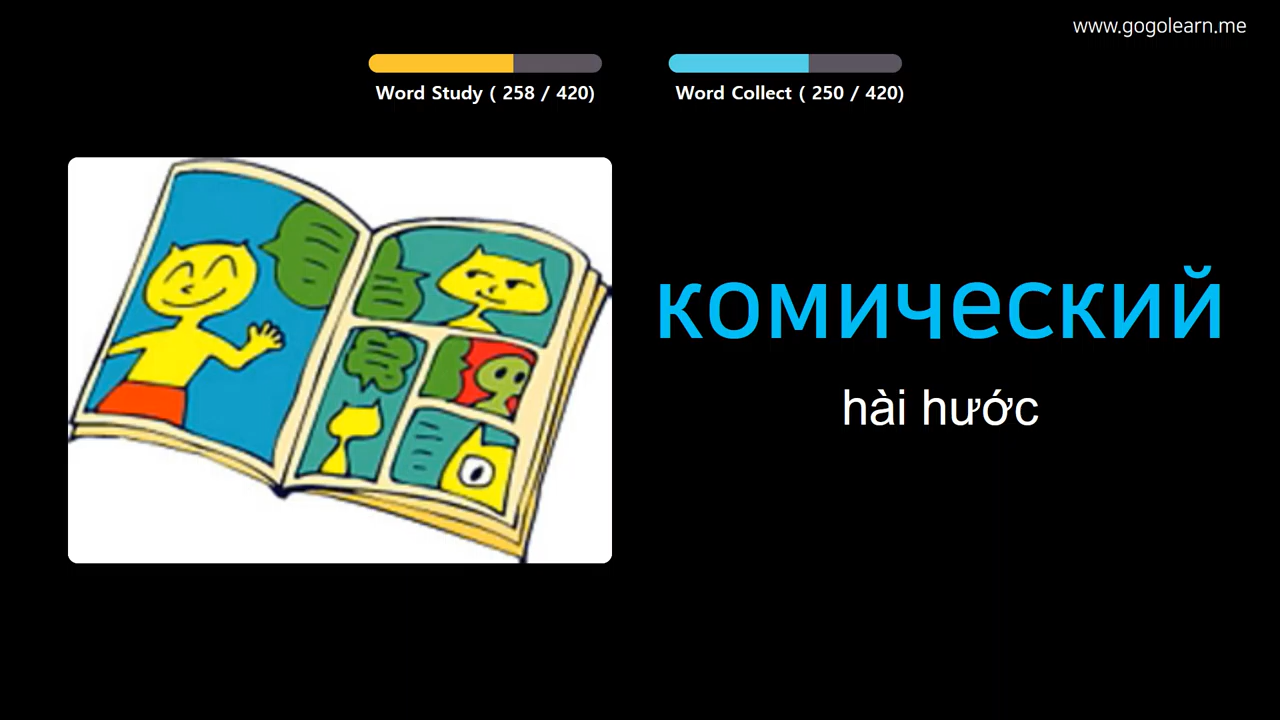 www.gogolearn.me
Word Study ( 258 / 420)
Word Collect ( 250 / 420)
комический
hài hước